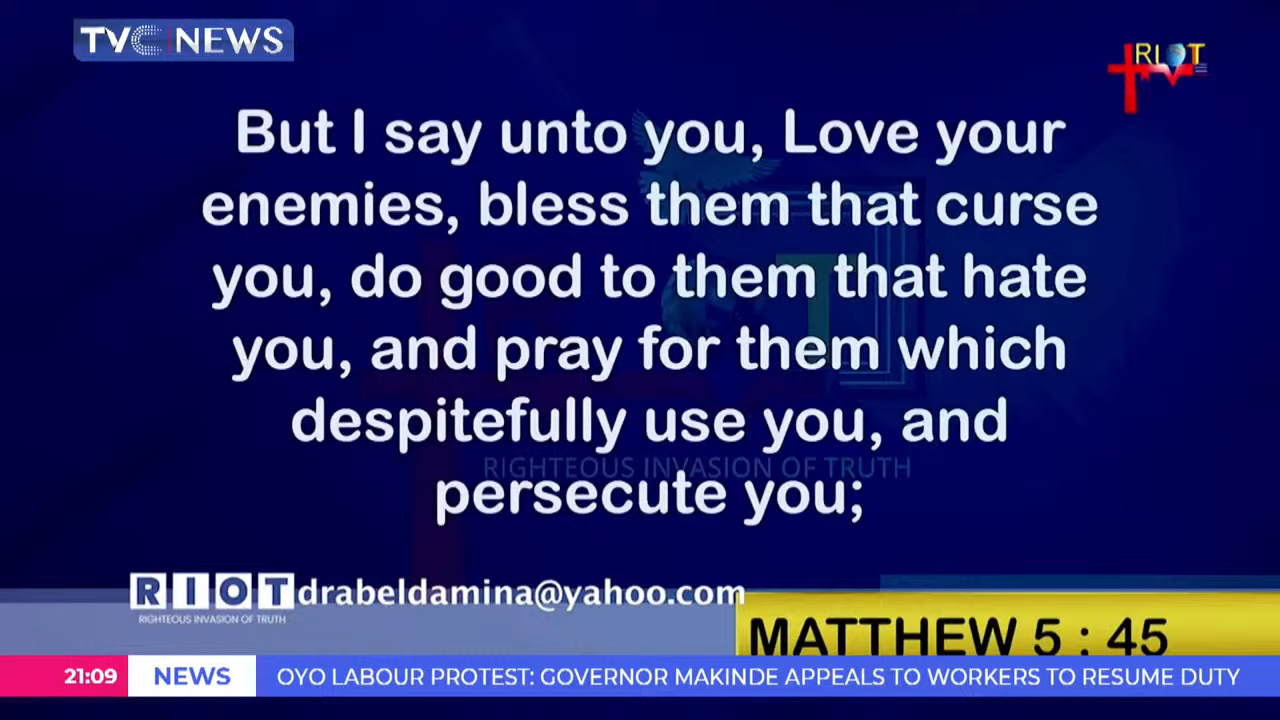 TVC NEWS
RIOT
But I say unto you, Love your
enemies, bless them that curse
you, do good to them that hate
you, and pray for them which
despitefully use you, and
RIGHTEOUS INVASION OF TRUTH
persecute you;
RIOT drabeldamina@yahoo.com
RIGHTEOUS INVASION OF TRUTH
MATTHEW 5 : 45
21:09 NEWS OYO LABOUR PROTEST: GOVERNOR MAKINDE APPEALS TO WORKERS TO RESUME DUTY